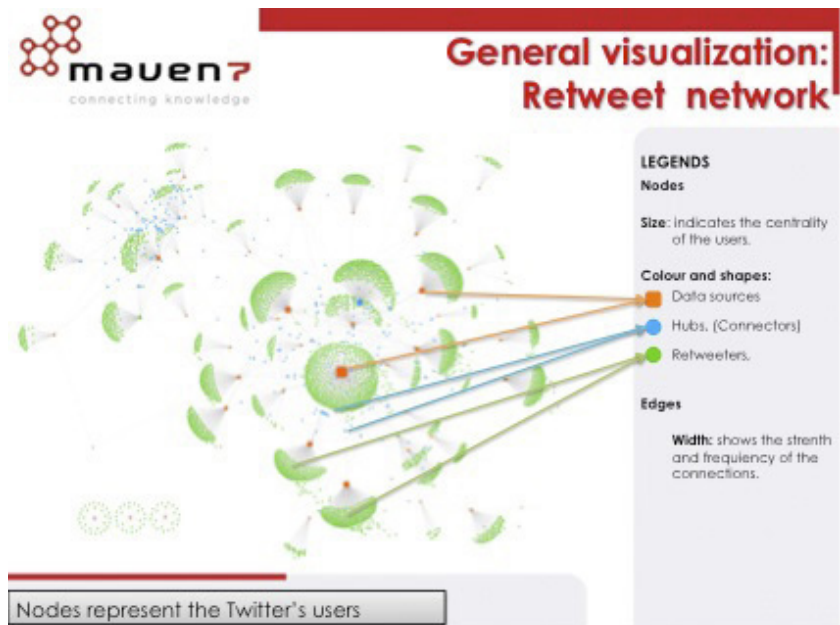 maven7
connecting knowledge
General visualization:
Retweet network
LEGENDS
Nodes
Size: indicates the centrality
of the users.
Colour and shapes:
Data sources
Hubs. (Connectors)
Retweeters.
Edges
Width: shows the strenth
and frequiency of the
connections.
Nodes represent the Twitter's users